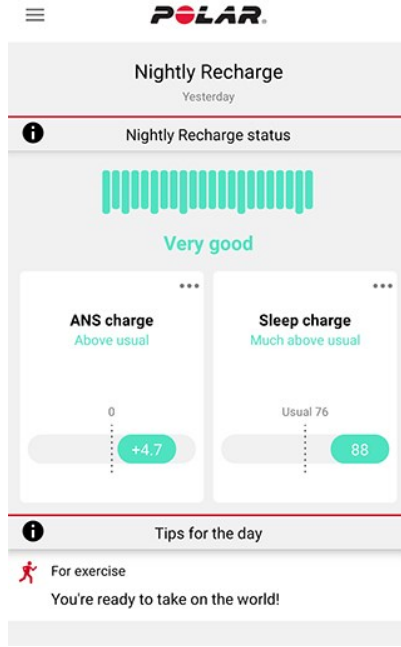 POLAR.
Nightly Recharge
Yesterday
Nightly Recharge status
Very good
ANS charge
Above usual
0
+4.7
Sleep charge
Much above usual
Usual 76
88
Tips for the day
For exercise
You're ready to take on the world!